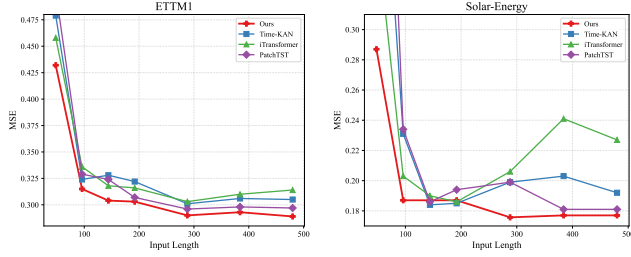 ETTM1
0.475
0.450
0.425
0.400
0.375
0.350
0.325
0.300
MSE
100
200
300
400
500
Input Length
Ours
Time-KAN
iTransformer
PatchTST
Solar-Energy
0.30
0.28
0.26
0.24
0.22
0.20
0.18
MSE
100
200
300
400
500
Input Length
Ours
Time-KAN
iTransformer
PatchTST